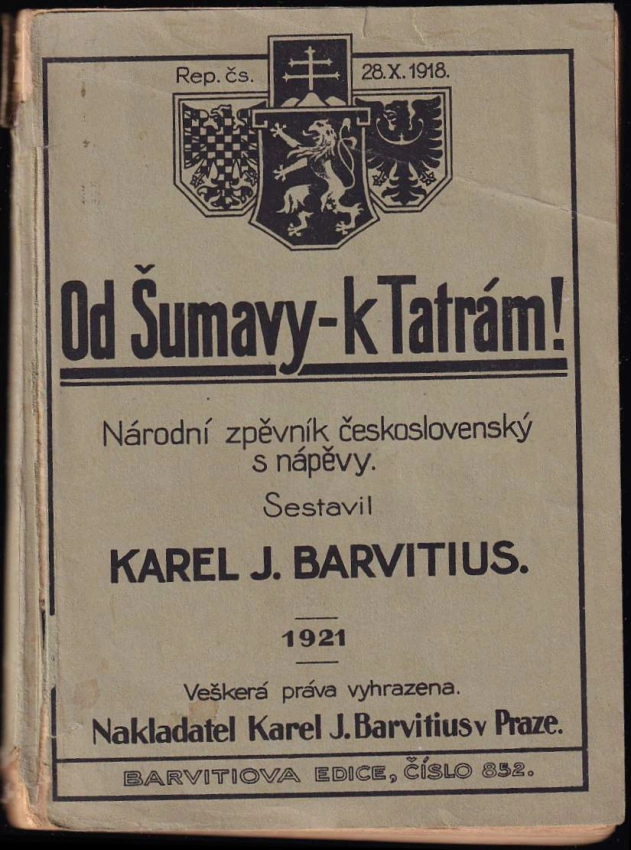 Rep. čs.
28. X. 1918.
Od Šumavy - k Tatrám!
Národní zpěvník československý
s nápěvy.
Sestavil
KAREL J. BARVITIUS.
1921
Veškerá práva vyhrazena.
Nakladatel Karel J. Barvitius v Praze.
BARVITIOVA EDICE, ČÍSLO 852.